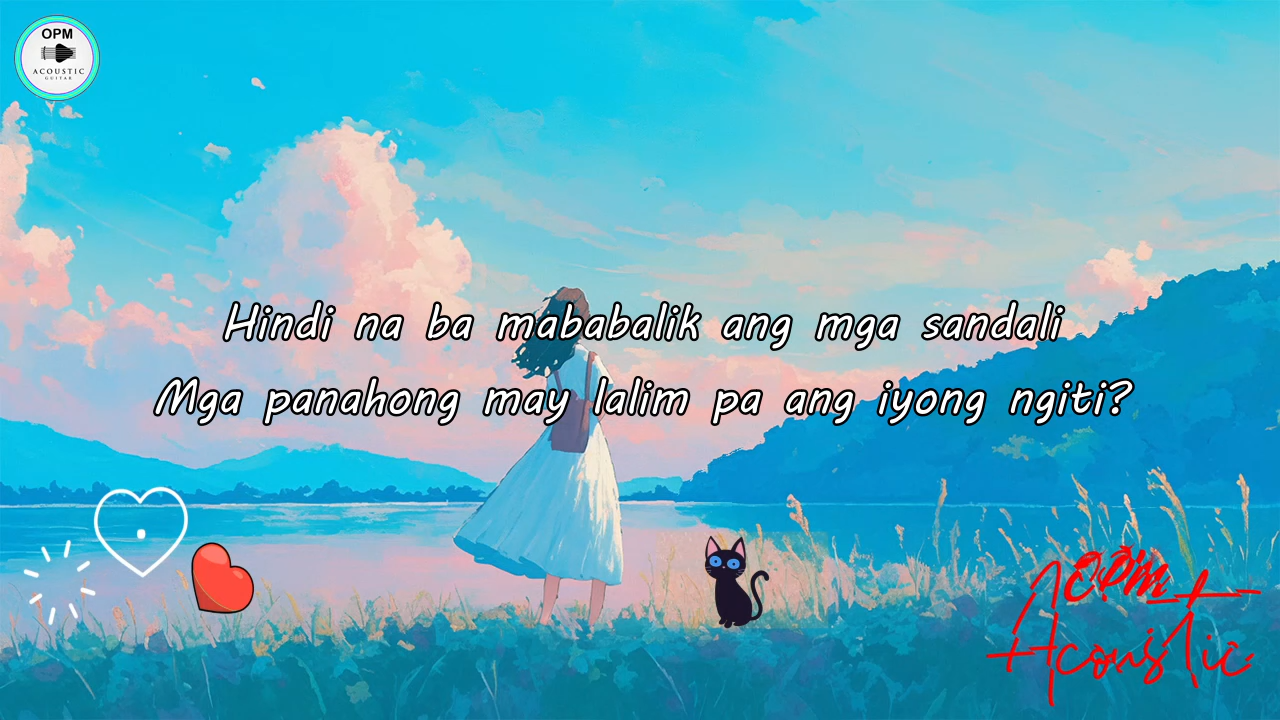 OPM
ACOUSTIC
GUITAR
Hindi na ba mababalik ang mga sandali
Mga panahong may lalim pa ang iyong ngiti?
OPM
Acoustic